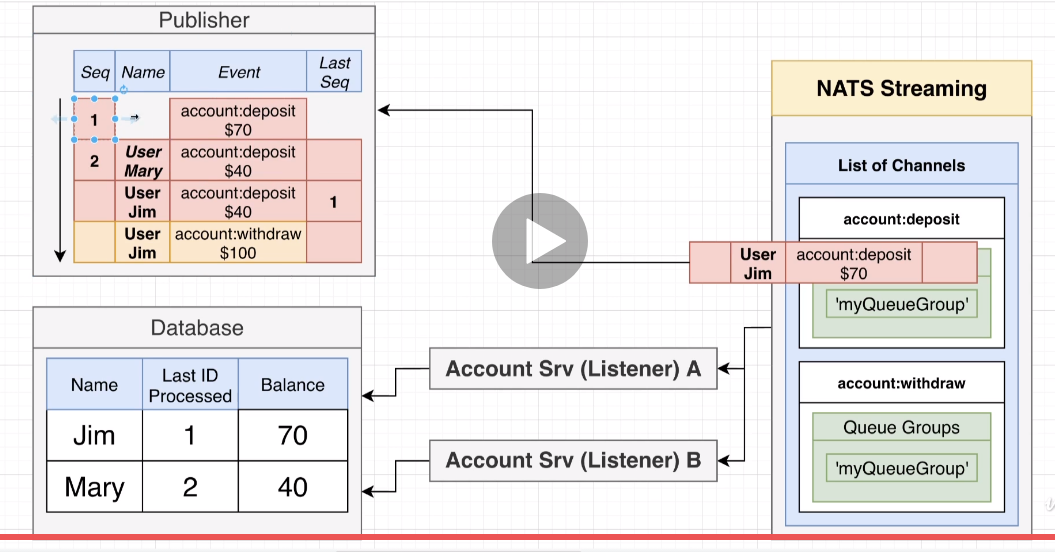 Publisher
Seq Name Event Last Seq
1 account:deposit $70
2 User Mary account:deposit $40
User Jim account:deposit $40 1
User Jim account:withdraw $100
NATS Streaming
List of Channels
account:deposit
User Jim account:deposit $70
'myQueueGroup'
account:withdraw
Queue Groups
'myQueueGroup'
Account Srv (Listener) A
Account Srv (Listener) B
Database
Name Last ID Processed Balance
Jim 1 70
Mary 2 40